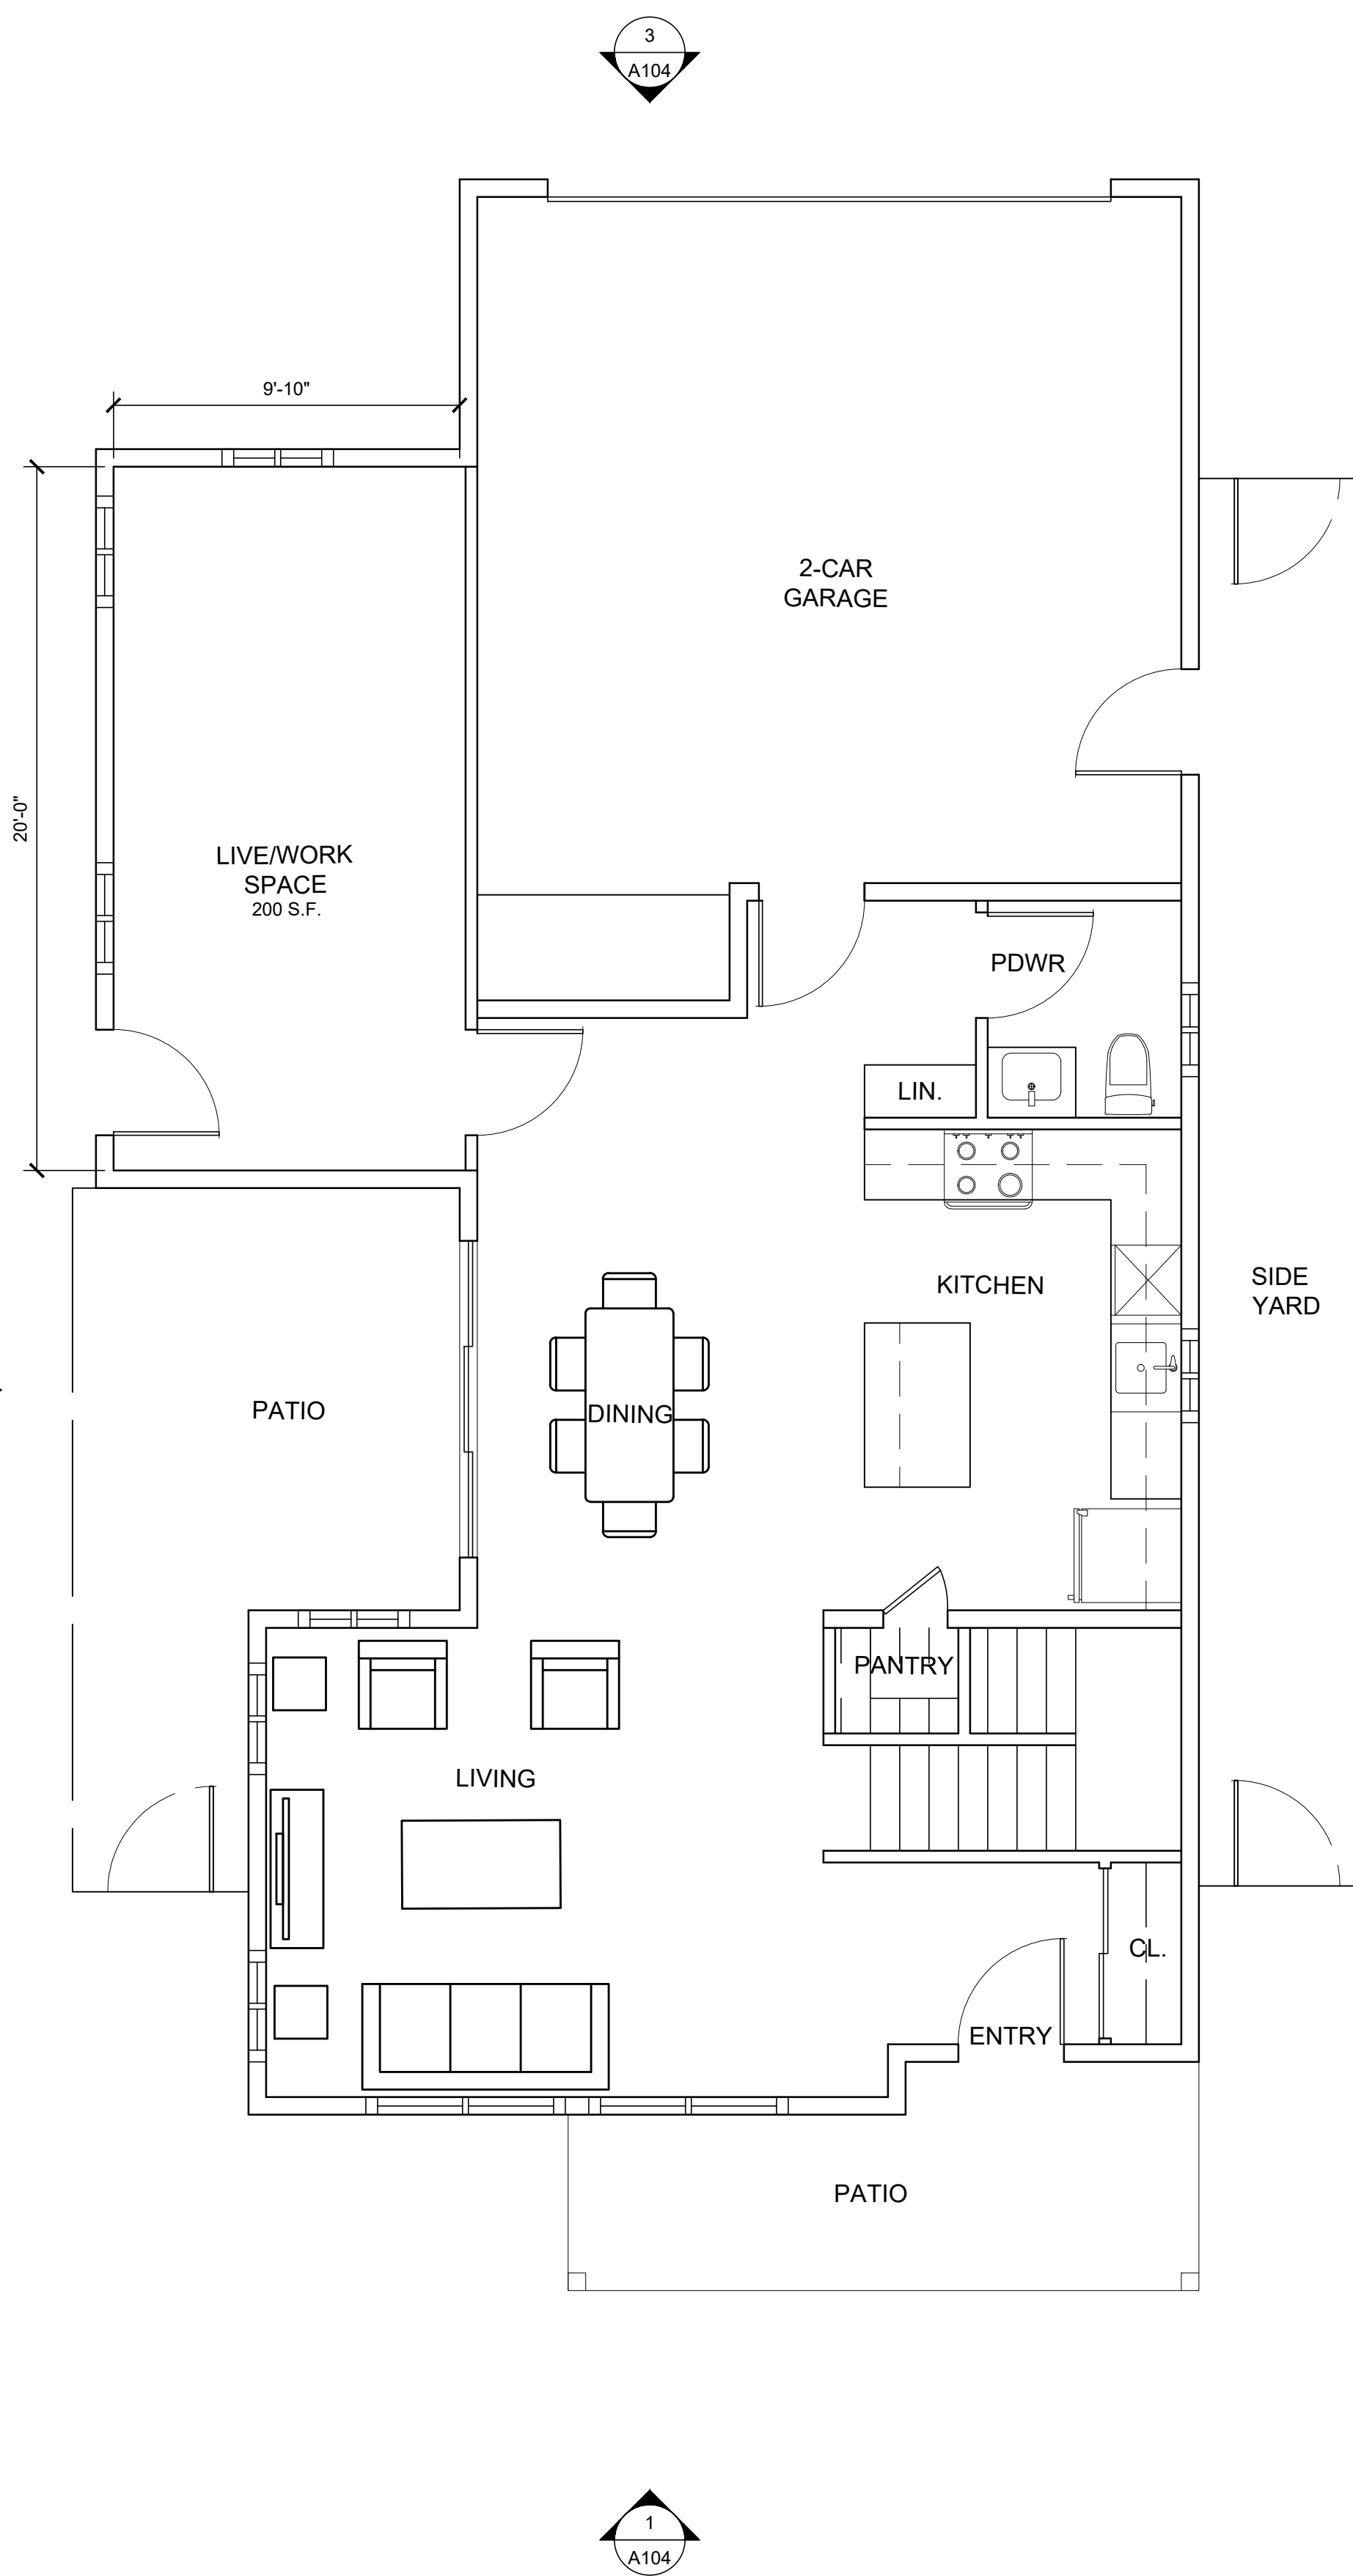 3
A104
9'-10"
2-CAR
GARAGE
20'-0"
LIVE/WORK
SPACE
200 S.F.
PDWR
LIN.
KITCHEN
SIDE
YARD
PATIO
DINING
PANTRY
LIVING
CL.
ENTRY
PATIO
1
A104